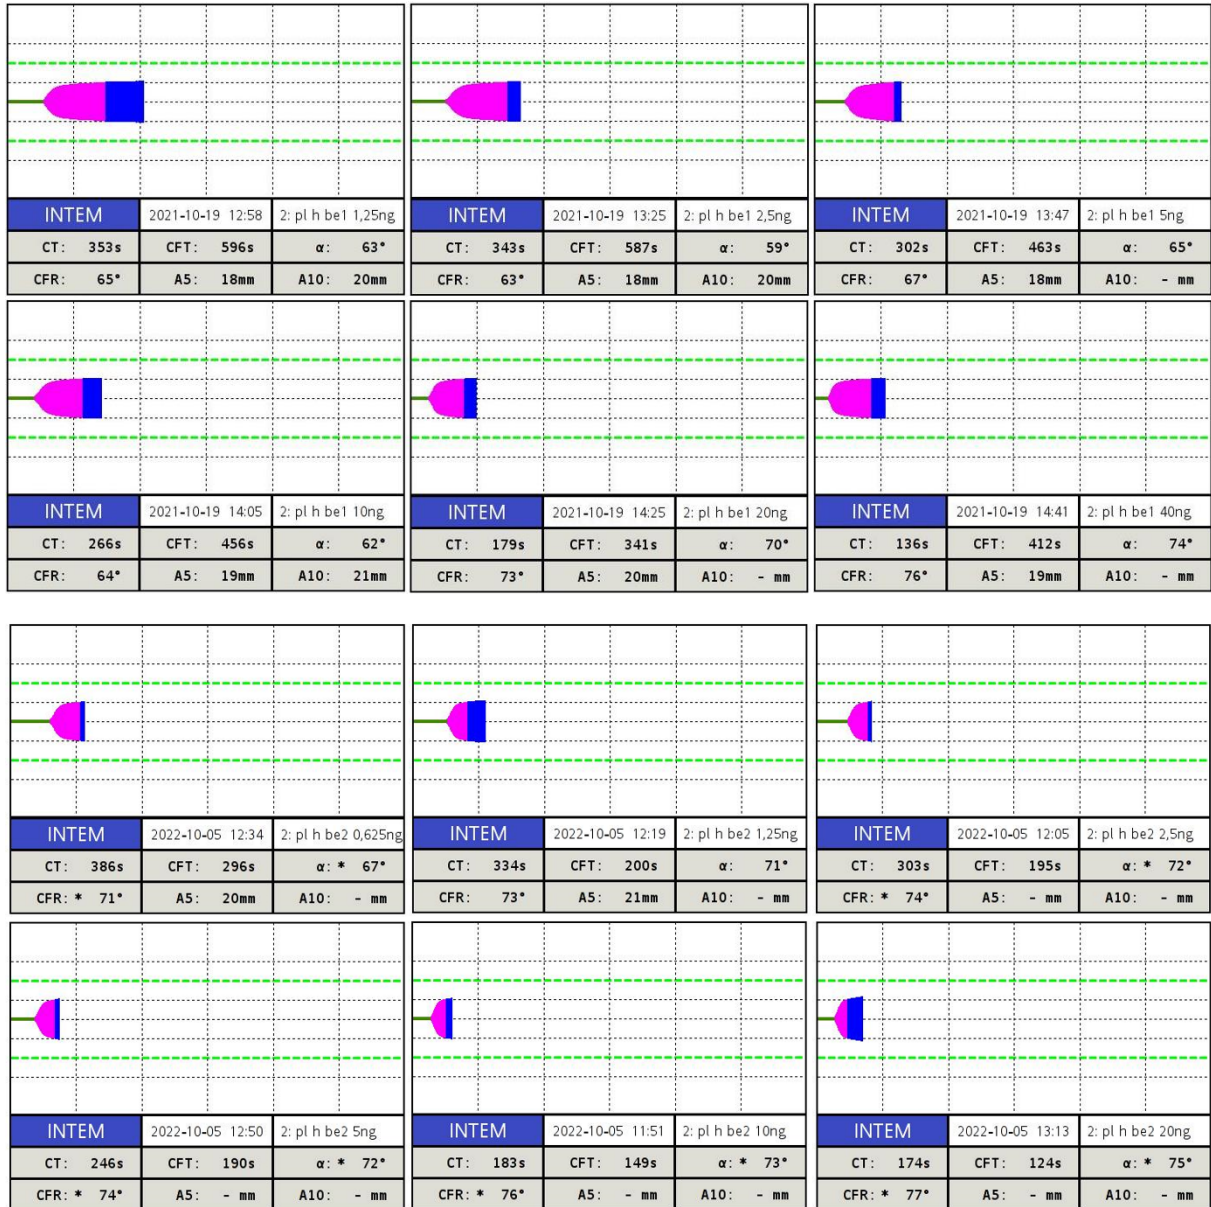 INTEM 2021-10-19 12:58 2: pl h be1 1,25ng
CT: 353s CFT: 596s α: 63°
CFR: 65° A5: 18mm A10: 20mm
INTEM 2021-10-19 13:25 2: pl h be1 2,5ng
CT: 343s CFT: 587s α: 59°
CFR: 63° A5: 18mm A10: 20mm
INTEM 2021-10-19 13:47 2: pl h be1 5ng
CT: 302s CFT: 463s α: 65°
CFR: 67° A5: 18mm A10: - mm
INTEM 2021-10-19 14:05 2: pl h be1 10ng
CT: 266s CFT: 456s α: 62°
CFR: 64° A5: 19mm A10: 21mm
INTEM 2021-10-19 14:25 2: pl h be1 20ng
CT: 179s CFT: 341s α: 70°
CFR: 73° A5: 20mm A10: - mm
INTEM 2021-10-19 14:41 2: pl h be1 40ng
CT: 136s CFT: 412s α: 74°
CFR: 76° A5: 19mm A10: - mm
INTEM 2022-10-05 12:34 2: pl h be2 0,625ng
CT: 386s CFT: 296s α: * 67°
CFR: * 71° A5: 20mm A10: - mm
INTEM 2022-10-05 12:19 2: pl h be2 1,25ng
CT: 334s CFT: 200s α: 71°
CFR: 73° A5: 21mm A10: - mm
INTEM 2022-10-05 12:05 2: pl h be2 2,5ng
CT: 303s CFT: 195s α: * 72°
CFR: * 74° A5: - mm A10: - mm
INTEM 2022-10-05 12:50 2: pl h be2 5ng
CT: 246s CFT: 190s α: * 72°
CFR: * 74° A5: - mm A10: - mm
INTEM 2022-10-05 11:51 2: pl h be2 10ng
CT: 183s CFT: 149s α: * 73°
CFR: * 76° A5: - mm A10: - mm
INTEM 2022-10-05 13:13 2: pl h be2 20ng
CT: 174s CFT: 124s α: * 75°
CFR: * 77° A5: - mm A10: - mm